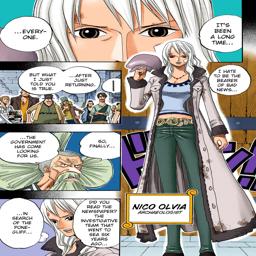 IT'S
BEEN
A LONG
TIME...
...EVERY-
ONE.
I HATE
TO BE THE
BEARER
OF BAD
NEWS...
...AFTER
JUST
RETURNING.
BUT WHAT
I JUST
TOLD YOU
IS TRUE.
SO,
FINALLY...
...THE
GOVERNMENT
HAS COME
LOOKING
FOR US.
DID YOU
READ THE
NEWSPAPER?
THE
INVESTIGATIVE
TEAM THAT
WENT TO
SEA SIX
YEARS
AGO...
...IN
SEARCH
OF THE
PONE-
GLIFF...
NICO OLVIA
ARCHAEOLOGIST